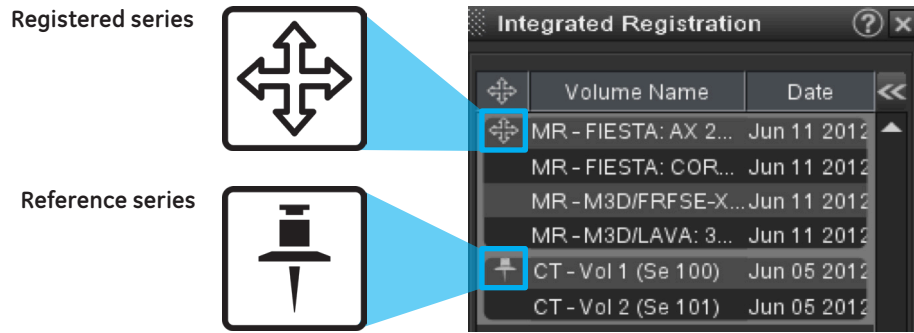 Registered series
Reference series
Integrated Registration ?
Volume Name Date
MR - FIESTA: AX 2... Jun 11 2012
MR - FIESTA: COR... Jun 11 2012
MR - M3D/FRFSE-X... Jun 11 2012
MR - M3D/LAVA: 3... Jun 11 2012
CT - Vol 1 (Se 100) Jun 05 2012
CT - Vol 2 (Se 101) Jun 05 2012